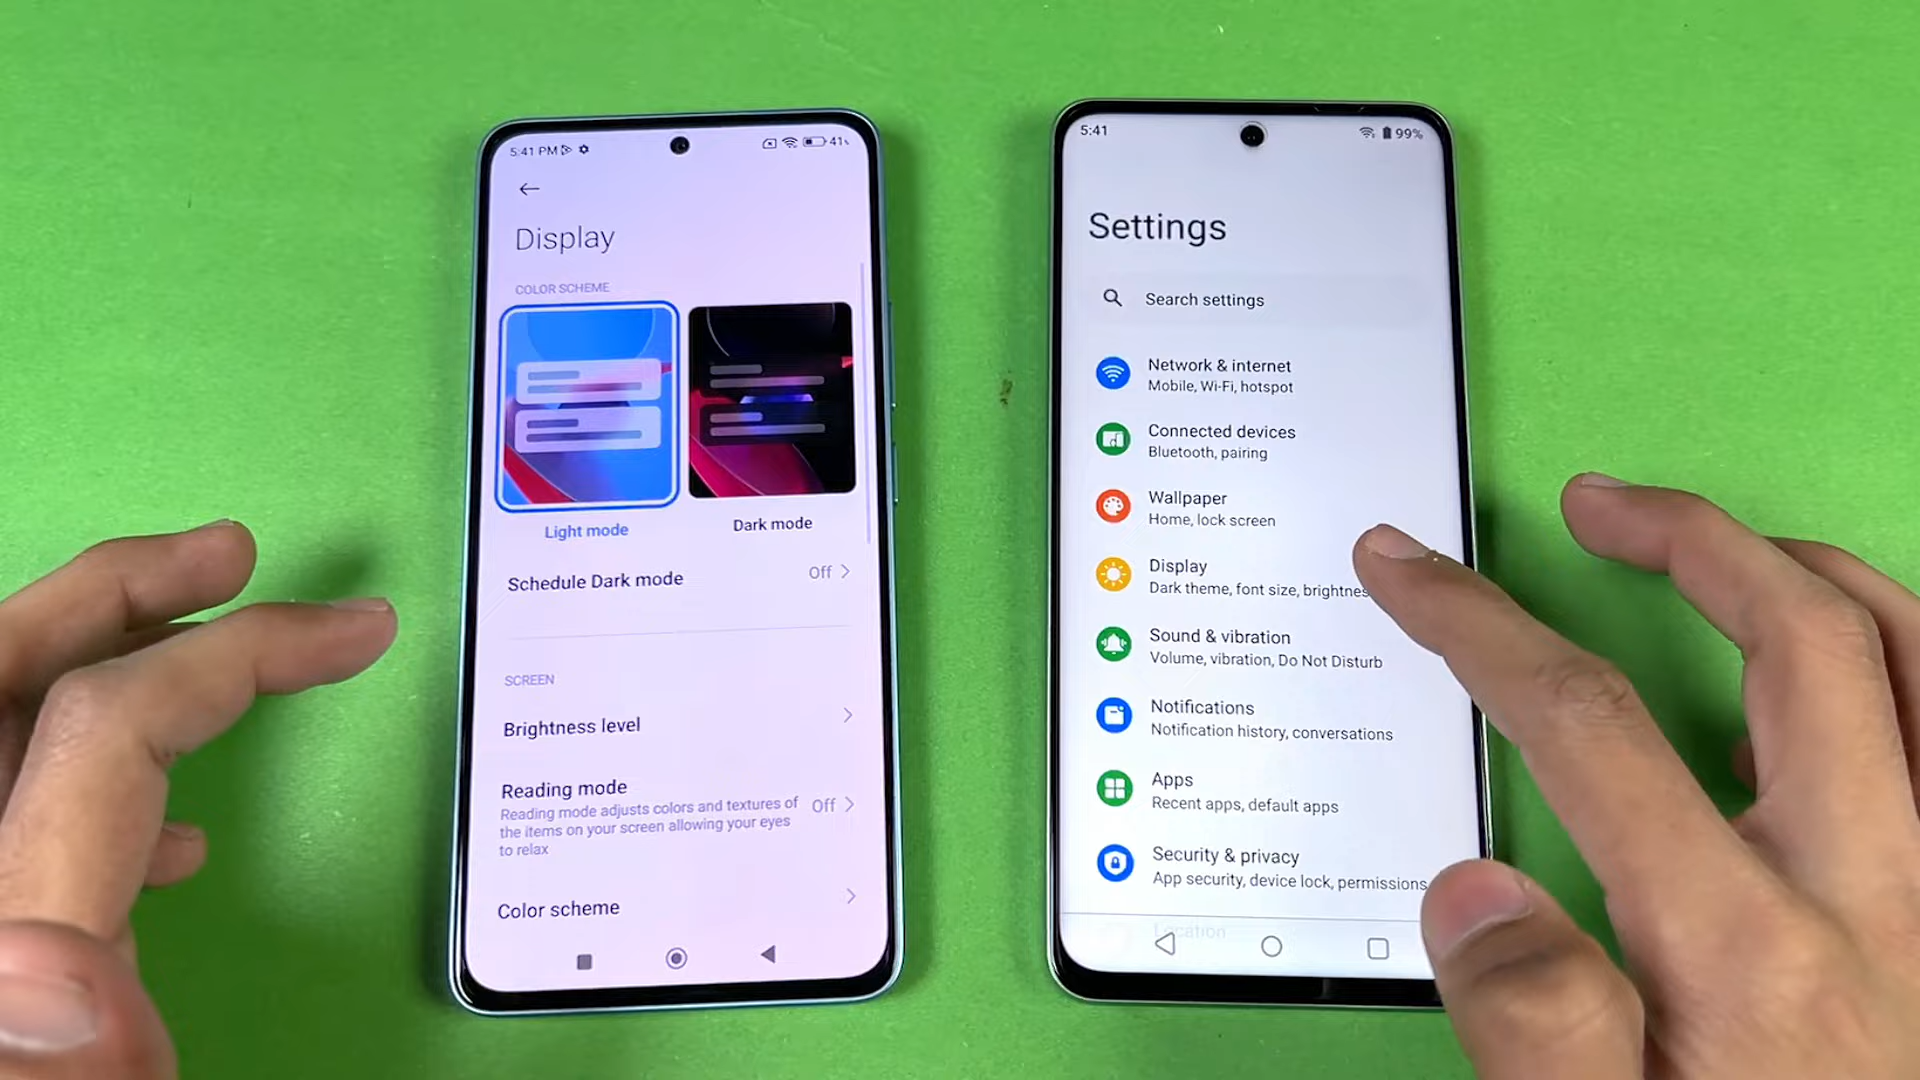 5:41 PM
41%
Display
COLOR SCHEME
Light mode
Dark mode
Schedule Dark mode
Off
SCREEN
Brightness level
Reading mode
Reading mode adjusts colors and textures of
the items on your screen allowing your eyes
to relax
Off
Color scheme
5:41
99%
Settings
Search settings
Network & internet
Mobile, Wi-Fi, hotspot
Connected devices
Bluetooth, pairing
Wallpaper
Home, lock screen
Display
Dark theme, font size, brightnes
Sound & vibration
Volume, vibration, Do Not Disturb
Notifications
Notification history, conversations
Apps
Recent apps, default apps
Security & privacy
App security, device lock, permissions
Location